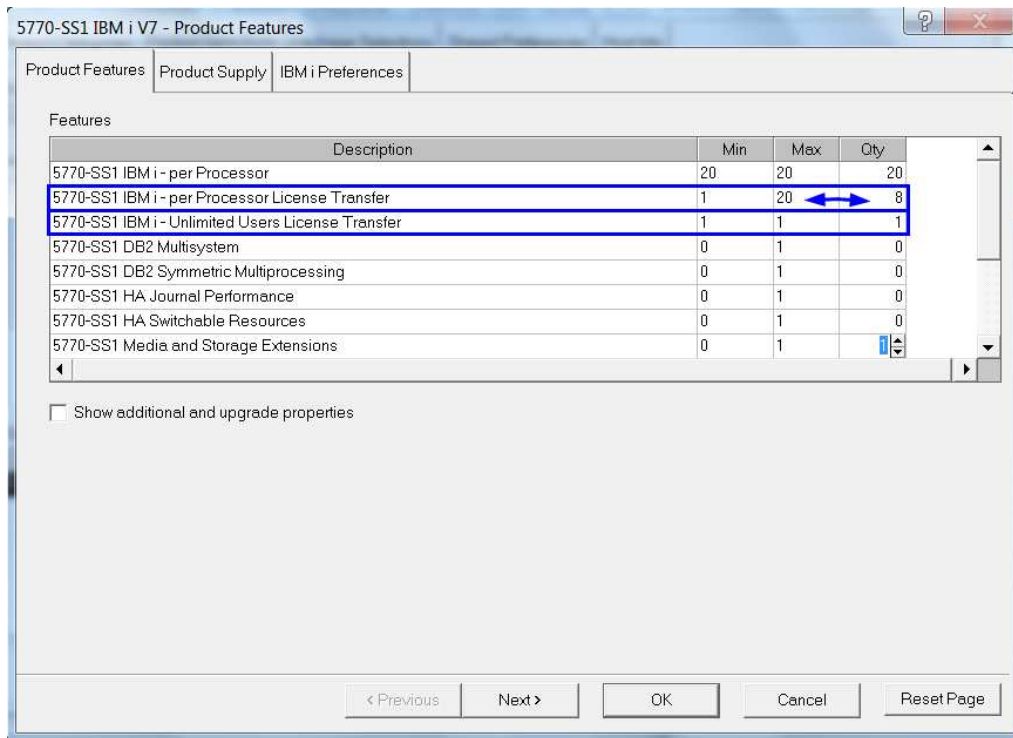 5770-SS1 IBM i V7 - Product Features
Product Features Product Supply IBM i Preferences
Features
Description Min Max Qty
5770-SS1 IBM i - per Processor 20 20 20
5770-SS1 IBM i - per Processor License Transfer 1 20 8
5770-SS1 IBM i - Unlimited Users License Transfer 1 1 1
5770-SS1 DB2 Multisystem 0 1 0
5770-SS1 DB2 Symmetric Multiprocessing 0 1 0
5770-SS1 HA Journal Performance 0 1 0
5770-SS1 HA Switchable Resources 0 1 0
5770-SS1 Media and Storage Extensions 0 1 1
Show additional and upgrade properties
< Previous Next > OK Cancel Reset Page